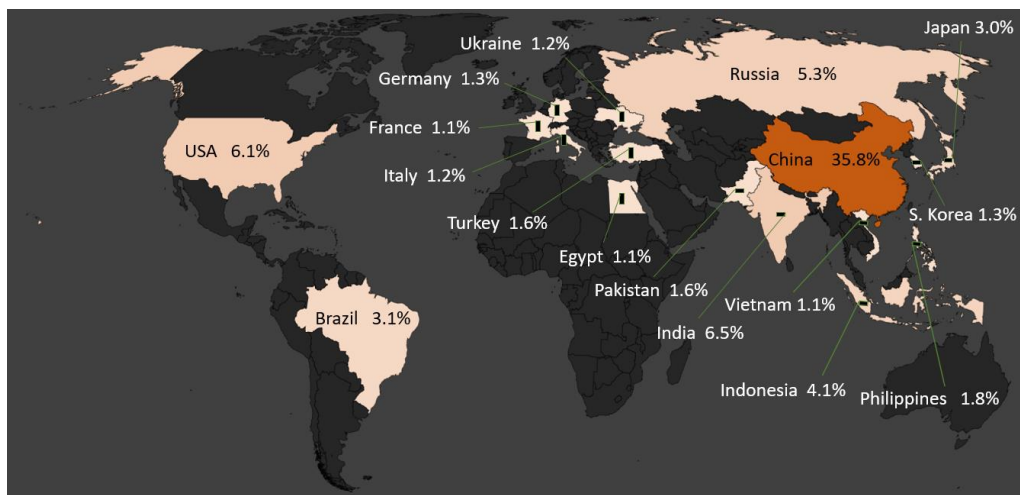 Japan 3.0%
Ukraine 1.2%
Russia 5.3%
Germany 1.3%
France 1.1%
USA 6.1%
China 35.8%
Italy 1.2%
S. Korea 1.3%
Turkey 1.6%
Egypt 1.1%
Pakistan 1.6%
Vietnam 1.1%
Brazil 3.1%
India 6.5%
Indonesia 4.1%
Philippines 1.8%